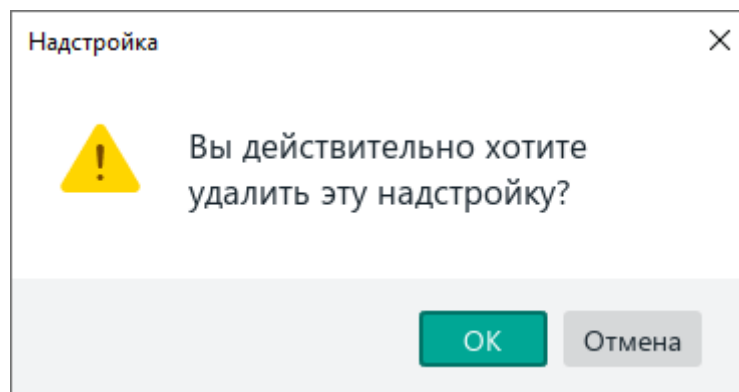 Надстройка
Вы действительно хотите
удалить эту надстройку?
ОК Отмена